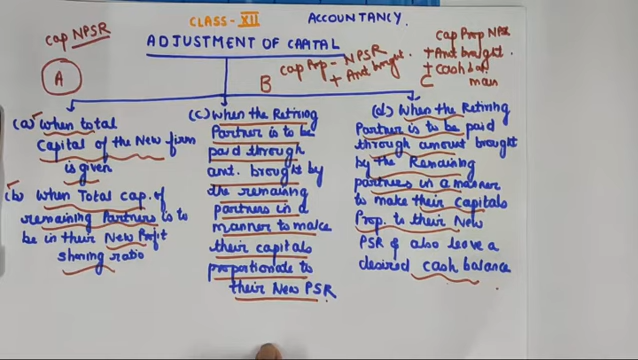 CLASS-XII ACCOUNTANCY.
cap NPSR
ADJUSTMENT OF CAPITAL
A
B
cap Prop - NPSR
+ Amt brought.
cap Prop NPSR
+ Amt brought.
+ Cash bal.
C
(a) When total
Capital of the New firm
is given
(b) When Total cap. of
remaining Partners is to
be in their New Profit
sharing ratio
(c) When the Retiring
Partner is to be
paid through
amt. brought by
the remaining
partners in a
manner to make
their capitals
proportionate to
their New PSR
(d) When the Retiring
Partner is to be paid
through amount brought
by the Remaining
partners in a manner
to make their capitals
Prop. to their New
PSR & also leave a
desired cash balance